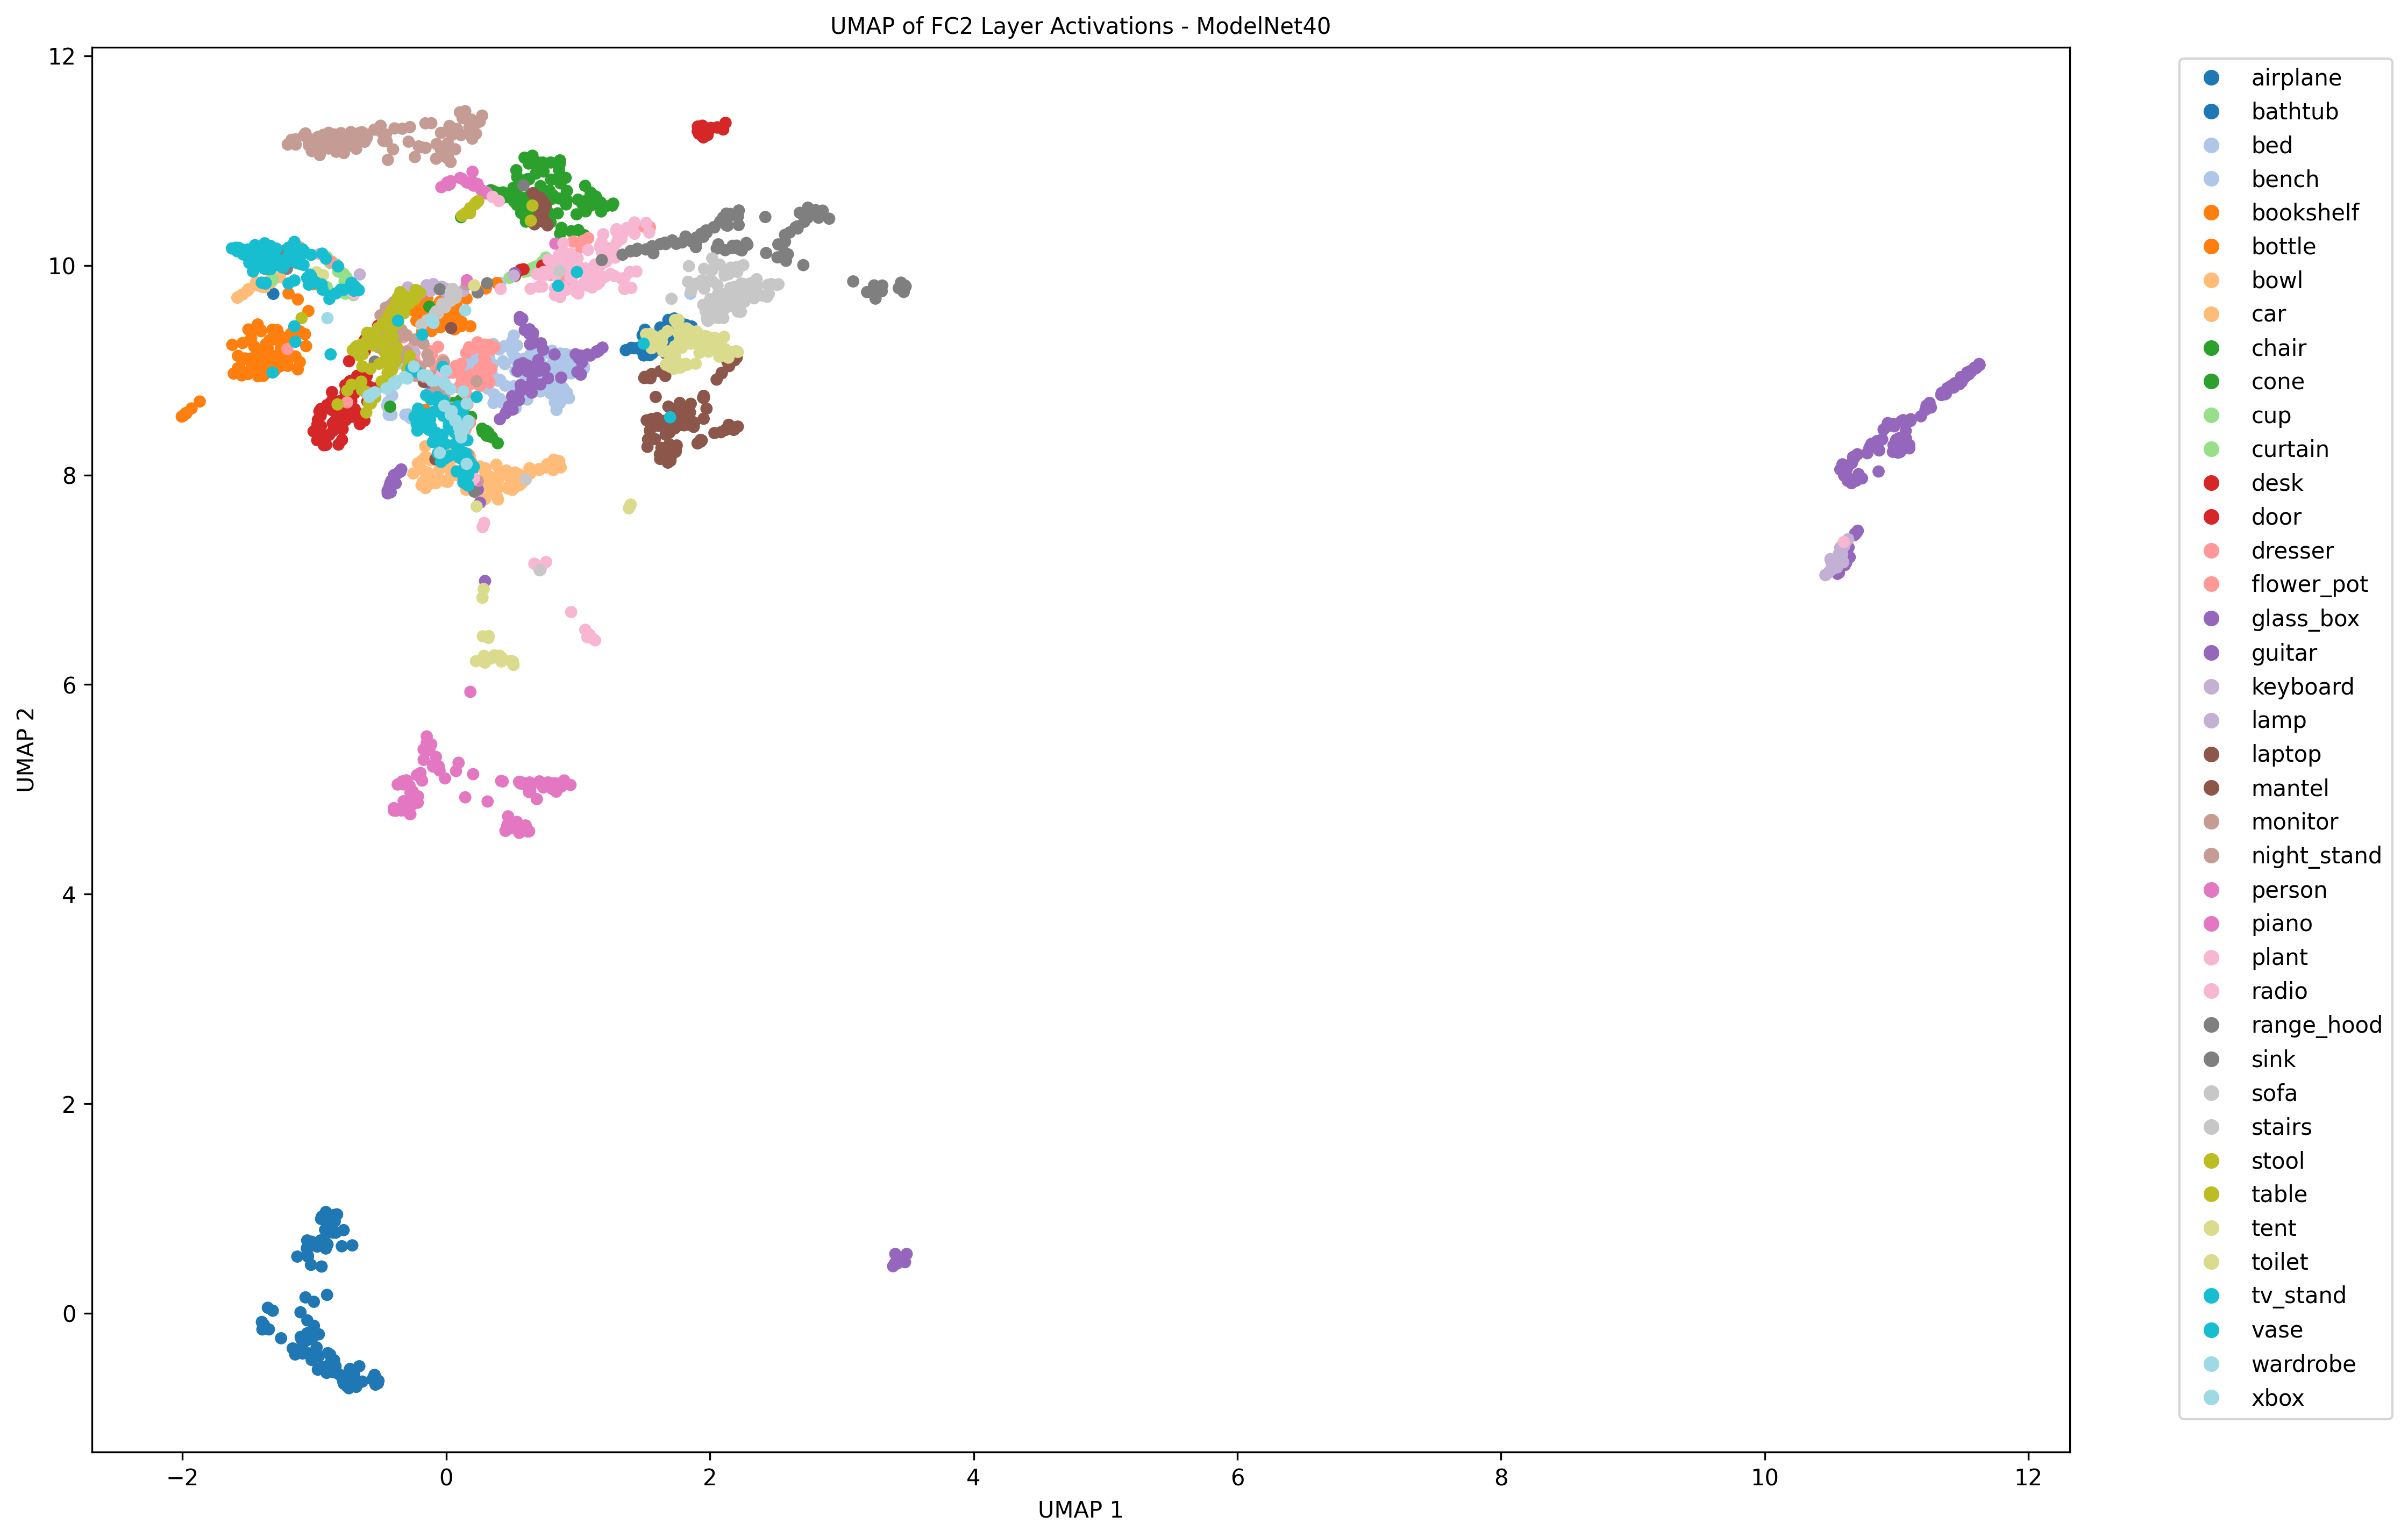 UMAP of FC2 Layer Activations - ModelNet40
12
10
8
6
4
2
0
UMAP 2
−2
0
2
4
6
8
10
12
UMAP 1
airplane
bathtub
bed
bench
bookshelf
bottle
bowl
car
chair
cone
cup
curtain
desk
door
dresser
flower_pot
glass_box
guitar
keyboard
lamp
laptop
mantel
monitor
night_stand
person
piano
plant
radio
range_hood
sink
sofa
stairs
stool
table
tent
toilet
tv_stand
vase
wardrobe
xbox